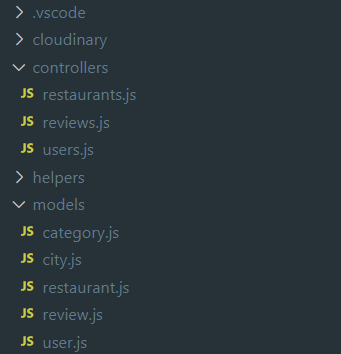 .vscode
cloudinary
controllers
JS restaurants.js
JS reviews.js
JS users.js
helpers
models
JS category.js
JS city.js
JS restaurant.js
JS review.js
JS user.js